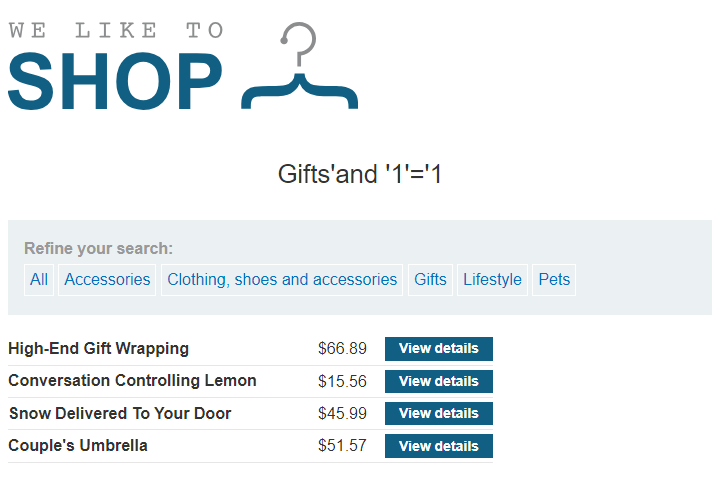 WE LIKE TO
SHOP
Gifts'and '1'='1
Refine your search:
All Accessories Clothing, shoes and accessories Gifts Lifestyle Pets
High-End Gift Wrapping $66.89 View details
Conversation Controlling Lemon $15.56 View details
Snow Delivered To Your Door $45.99 View details
Couple's Umbrella $51.57 View details